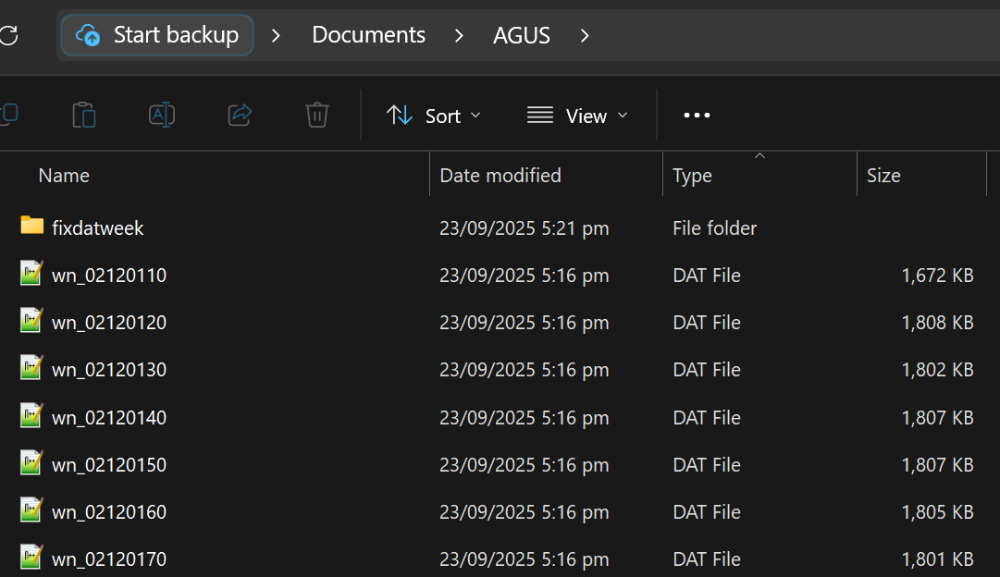 Start backup > Documents > AGUS >
Sort View
Name Date modified Type Size
fixdatweek 23/09/2025 5:21 pm File folder
wn_02120110 23/09/2025 5:16 pm DAT File 1,672 KB
wn_02120120 23/09/2025 5:16 pm DAT File 1,808 KB
wn_02120130 23/09/2025 5:16 pm DAT File 1,802 KB
wn_02120140 23/09/2025 5:16 pm DAT File 1,807 KB
wn_02120150 23/09/2025 5:16 pm DAT File 1,807 KB
wn_02120160 23/09/2025 5:16 pm DAT File 1,805 KB
wn_02120170 23/09/2025 5:16 pm DAT File 1,801 KB